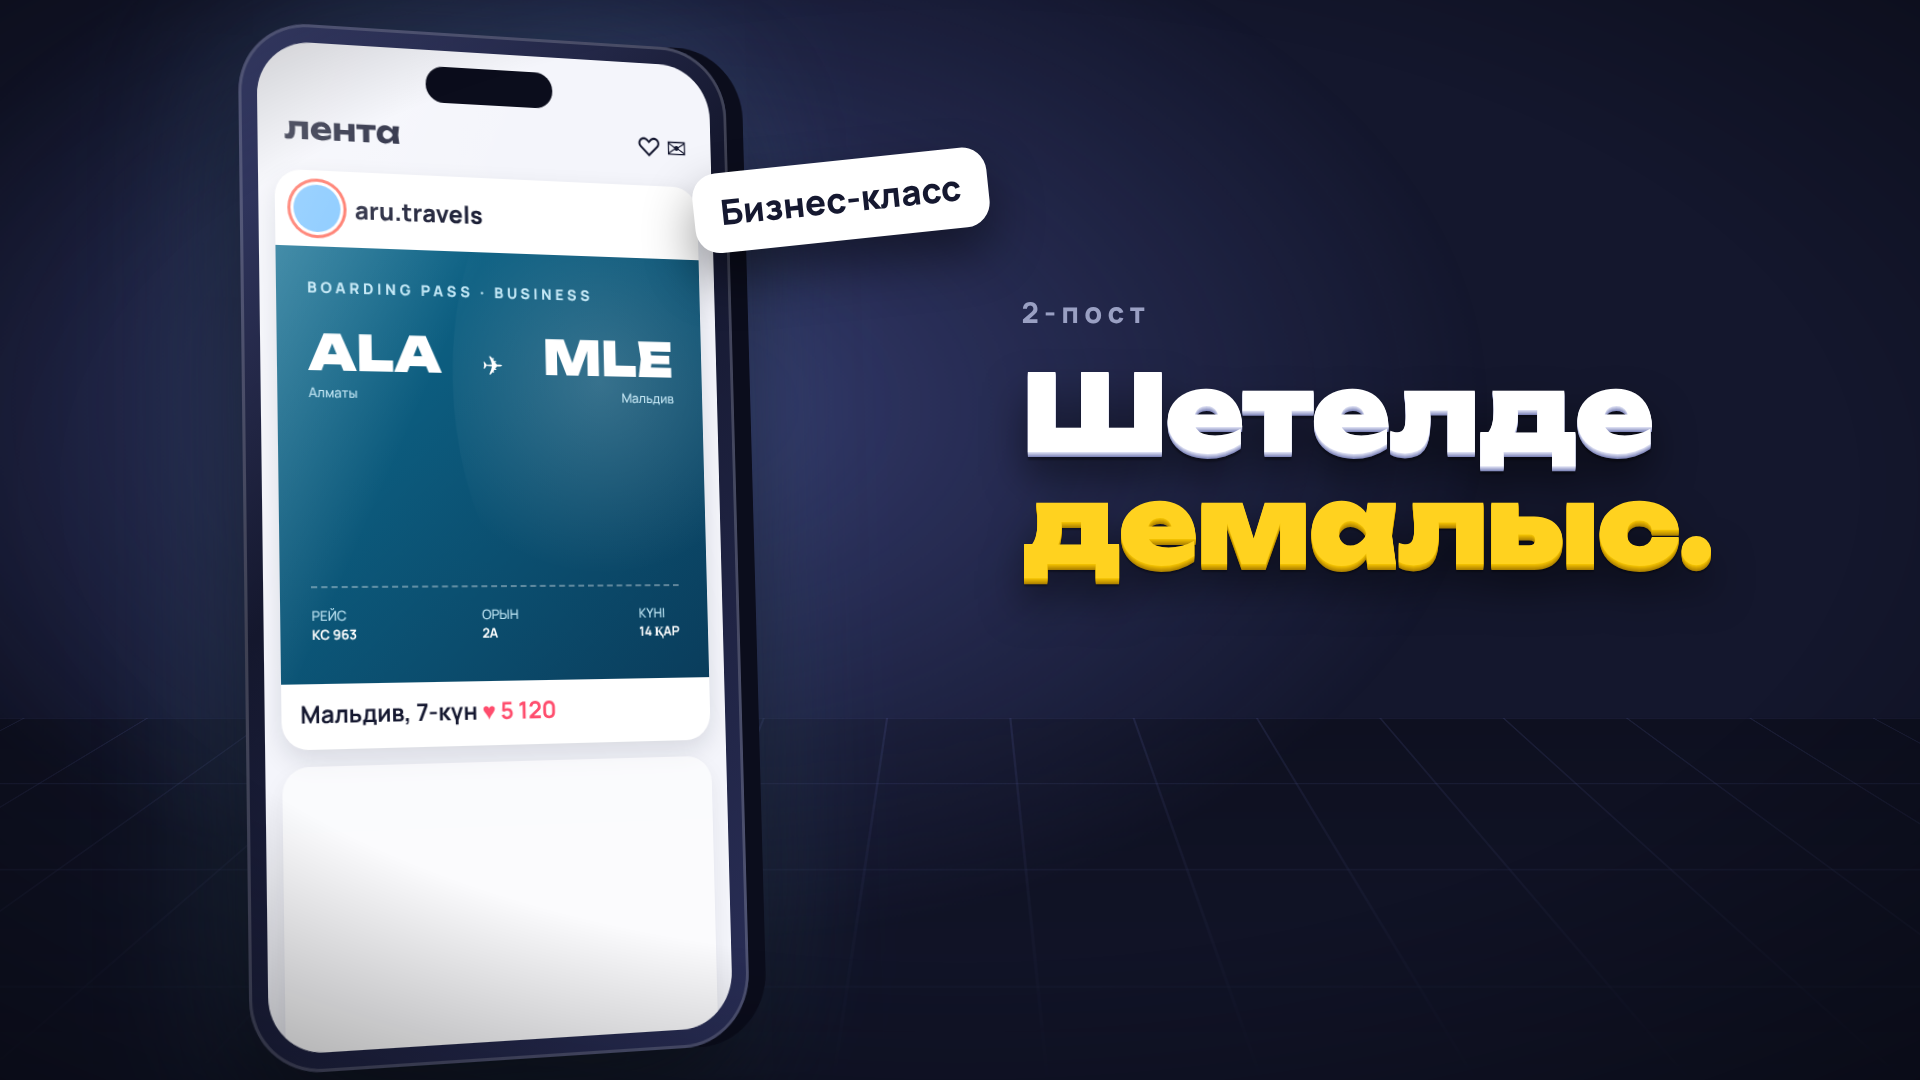 лента
♡ ✉
aru.travels
Бизнес-класс
BOARDING PASS · BUSINESS
ALA ✈ MLE
Алматы Мальдив
РЕЙС ОРЫН КҮНІ
KC 963 2A 14 ҚАР
Мальдив, 7-күн ♥ 5 120
2-пост
Шетелде
демалыс.